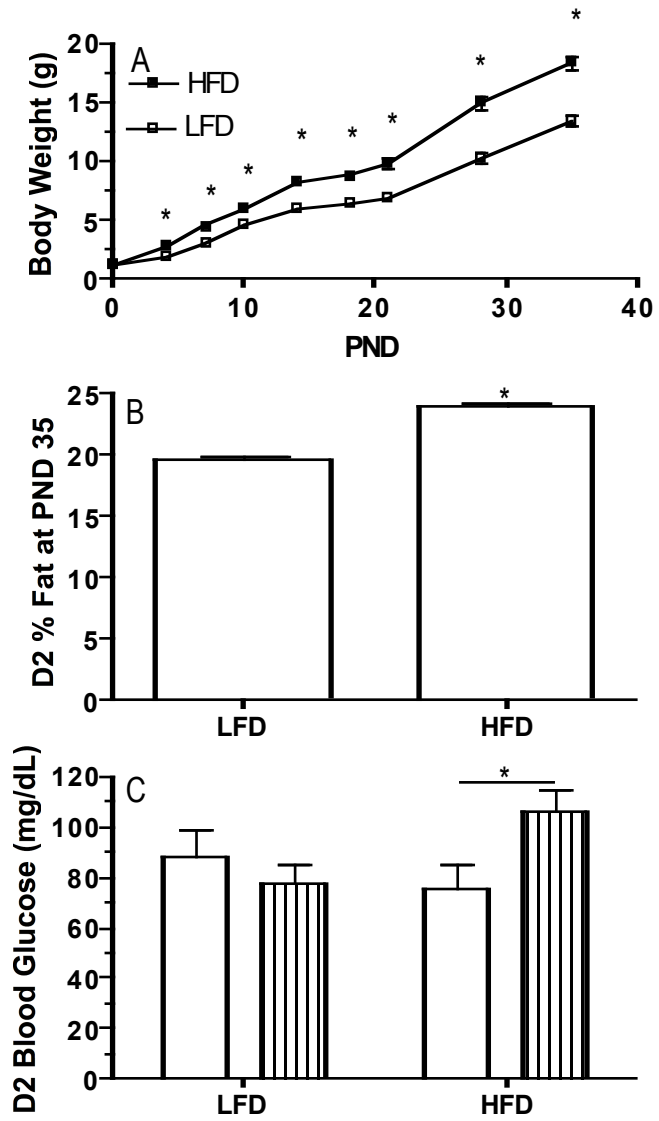 *
*
*
*
*
*
*
*
A
HFD
LFD
Body Weight (g)
20
15
10
5
0
0 10 20 30 40
PND
B
*
D2 % Fat at PND 35
25
20
15
10
5
0
LFD HFD
C
*
D2 Blood Glucose (mg/dL)
120
100
80
60
40
20
0
LFD HFD